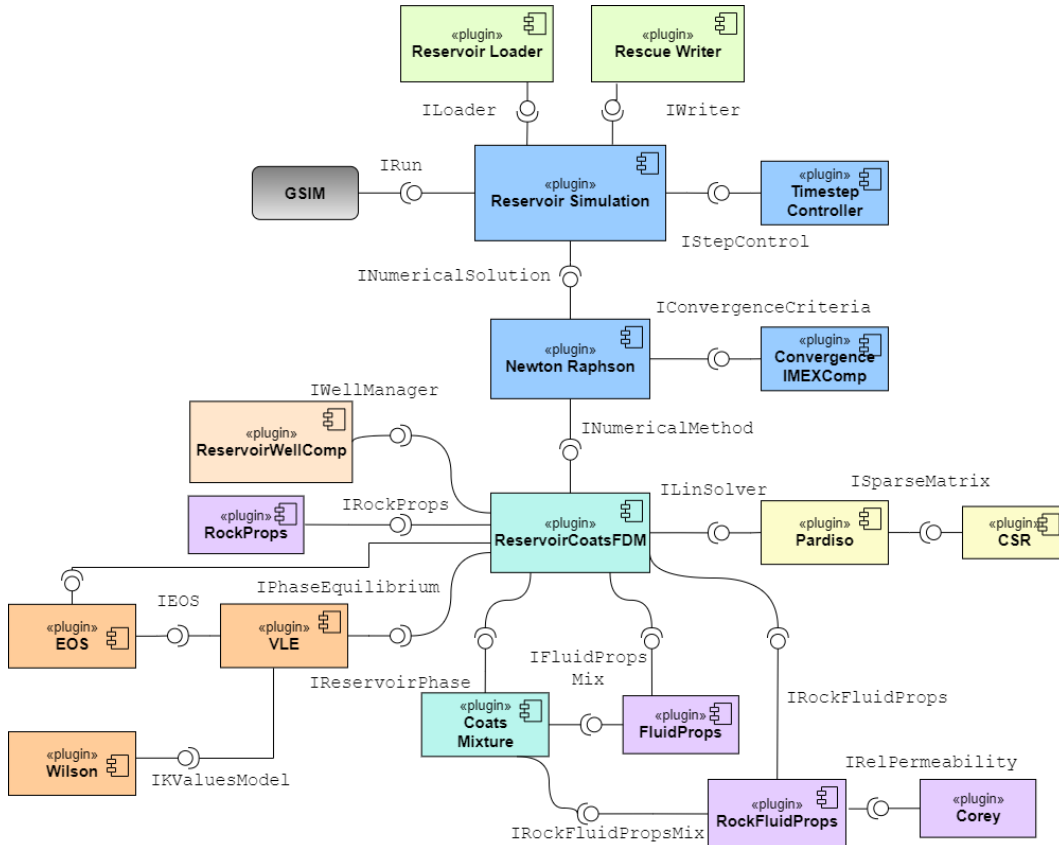 «plugin»
Reservoir Loader
«plugin»
Rescue Writer
ILoader
IWriter
IRun
GSIM
«plugin»
Reservoir Simulation
«plugin»
Timestep
Controller
IStepControl
INumericalSolution
IConvergenceCriteria
«plugin»
Newton Raphson
«plugin»
Convergence
IMEXComp
IWellManager
INumericalMethod
«plugin»
ReservoirWellComp
IRockProps
ILinSolver
ISparseMatrix
«plugin»
RockProps
«plugin»
ReservoirCoatsFDM
«plugin»
Pardiso
«plugin»
CSR
IEOS
IPhaseEquilibrium
«plugin»
EOS
«plugin»
VLE
IReservoirPhase
IFluidProps
Mix
IRockFluidProps
«plugin»
Coats
Mixture
«plugin»
FluidProps
«plugin»
Wilson
IKValuesModel
IRelPermeability
IRockFluidPropsMix
«plugin»
RockFluidProps
«plugin»
Corey